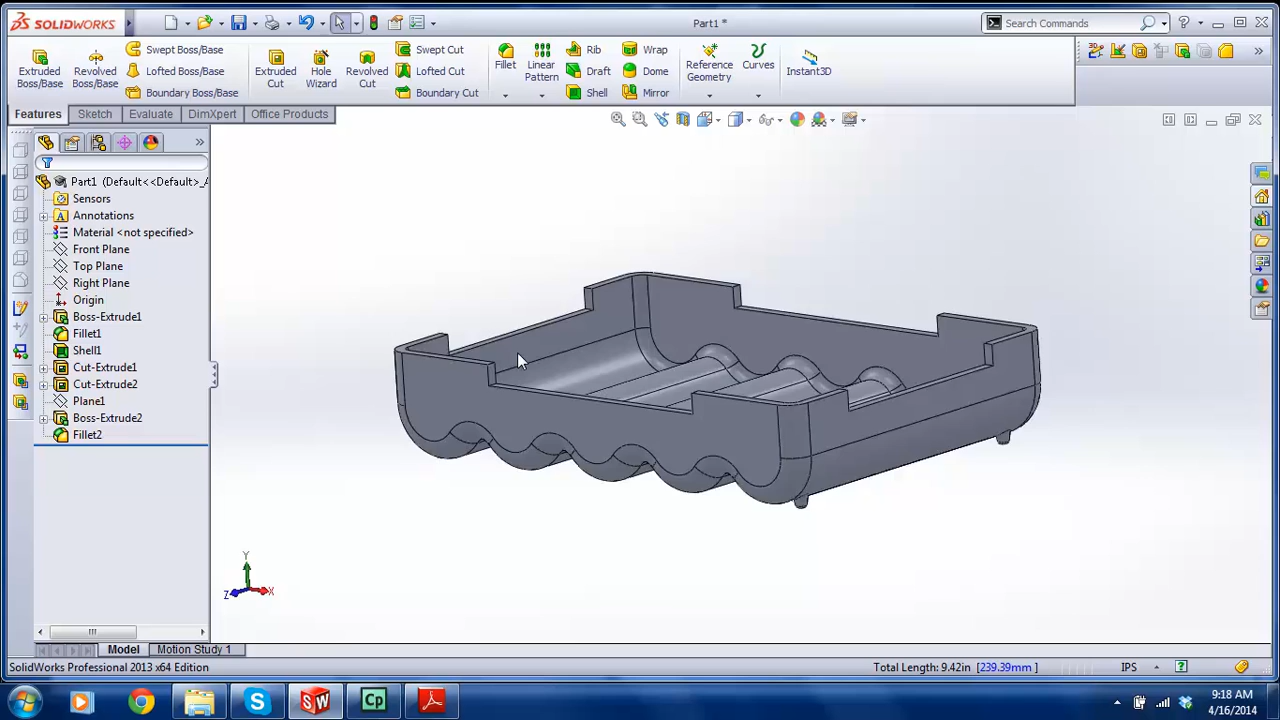 SOLIDWORKS
Part1 *
Search Commands
Extruded Boss/Base
Revolved Boss/Base
Swept Boss/Base
Lofted Boss/Base
Boundary Boss/Base
Extruded Cut
Hole Wizard
Revolved Cut
Swept Cut
Lofted Cut
Boundary Cut
Fillet
Linear Pattern
Rib
Draft
Shell
Wrap
Dome
Mirror
Reference Geometry
Curves
Instant3D
Features
Sketch
Evaluate
DimXpert
Office Products
Part1 (Default<<Default>_A
Sensors
Annotations
Material <not specified>
Front Plane
Top Plane
Right Plane
Origin
Boss-Extrude1
Fillet1
Shell1
Cut-Extrude1
Cut-Extrude2
Plane1
Boss-Extrude2
Fillet2
Y
Z
X
Model
Motion Study 1
SolidWorks Professional 2013 x64 Edition
Total Length: 9.42in [239.39mm ]
IPS
9:18 AM
4/16/2014